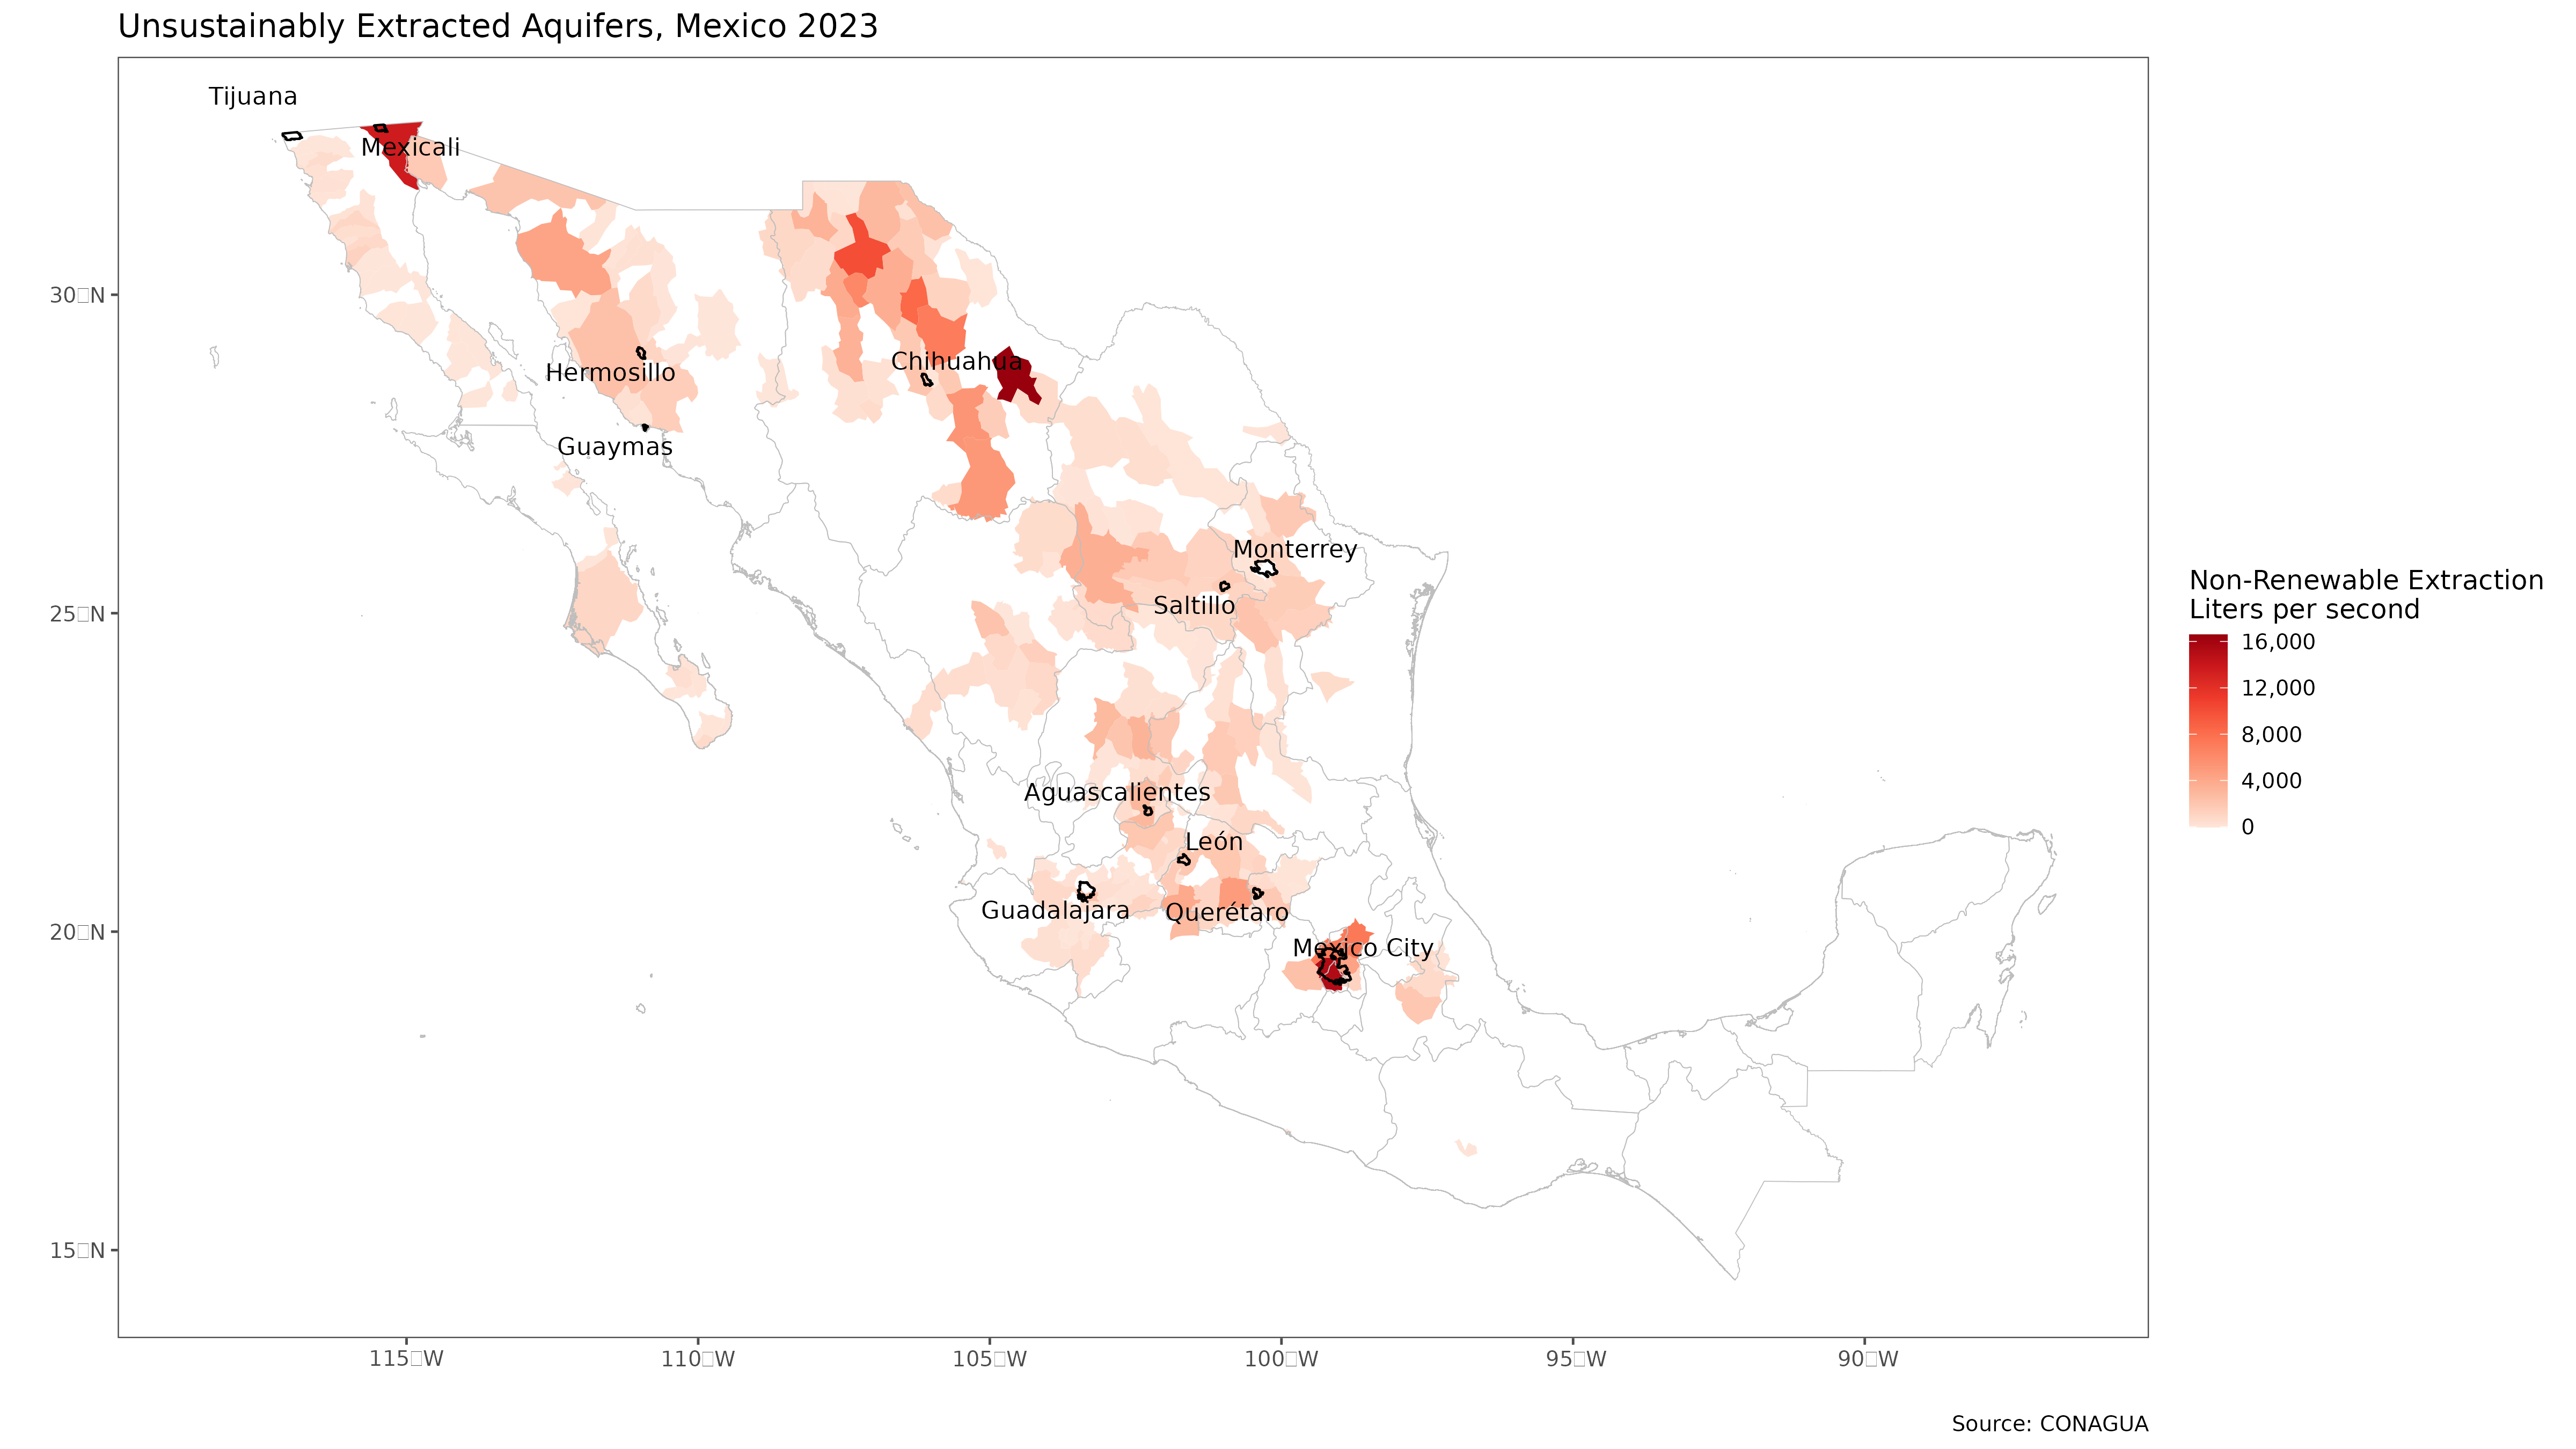 Unsustainably Extracted Aquifers, Mexico 2023
Tijuana
Mexicali
Chihuahua
Hermosillo
Guaymas
Monterrey
Saltillo
Aguascalientes
León
Guadalajara
Querétaro
Mexico City
30□N
25□N
20□N
15□N
115□W
110□W
105□W
100□W
95□W
90□W
Non-Renewable Extraction
Liters per second
16,000
12,000
8,000
4,000
0
Source: CONAGUA